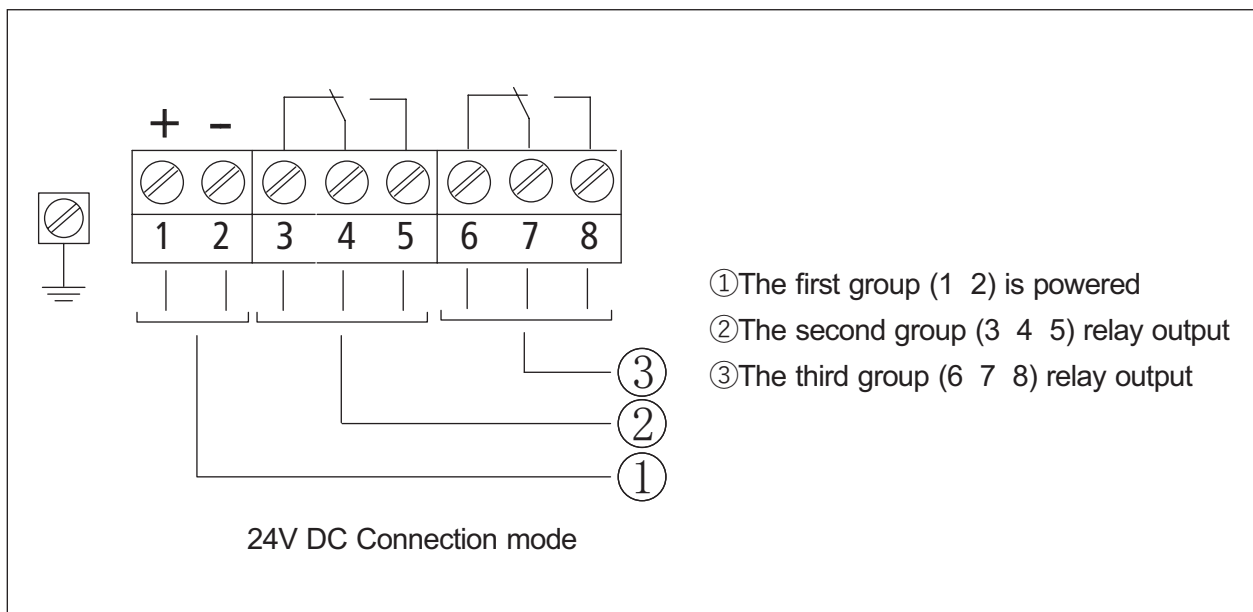 + −
1 2 3 4 5 6 7 8
①The first group (1 2) is powered
②The second group (3 4 5) relay output
③The third group (6 7 8) relay output
③
②
①
24V DC Connection mode